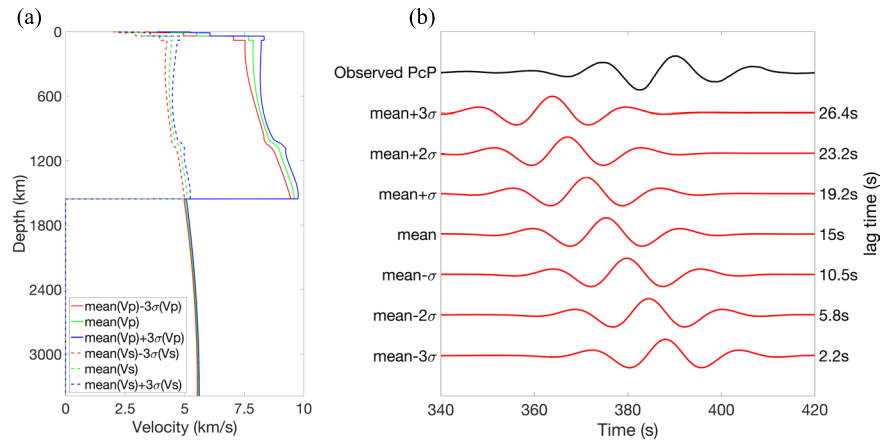 (a)
0
600
1200
1800
2400
3000
Depth (km)
mean(Vp)-3σ(Vp)
mean(Vp)
mean(Vp)+3σ(Vp)
mean(Vs)-3σ(Vs)
mean(Vs)
mean(Vs)+3σ(Vs)
0 2.5 5 7.5 10
Velocity (km/s)
(b)
Observed PcP
mean+3σ 26.4s
mean+2σ 23.2s
mean+σ 19.2s
mean 15s
mean-σ 10.5s
mean-2σ 5.8s
mean-3σ 2.2s
lag time (s)
340 360 380 400 420
Time (s)